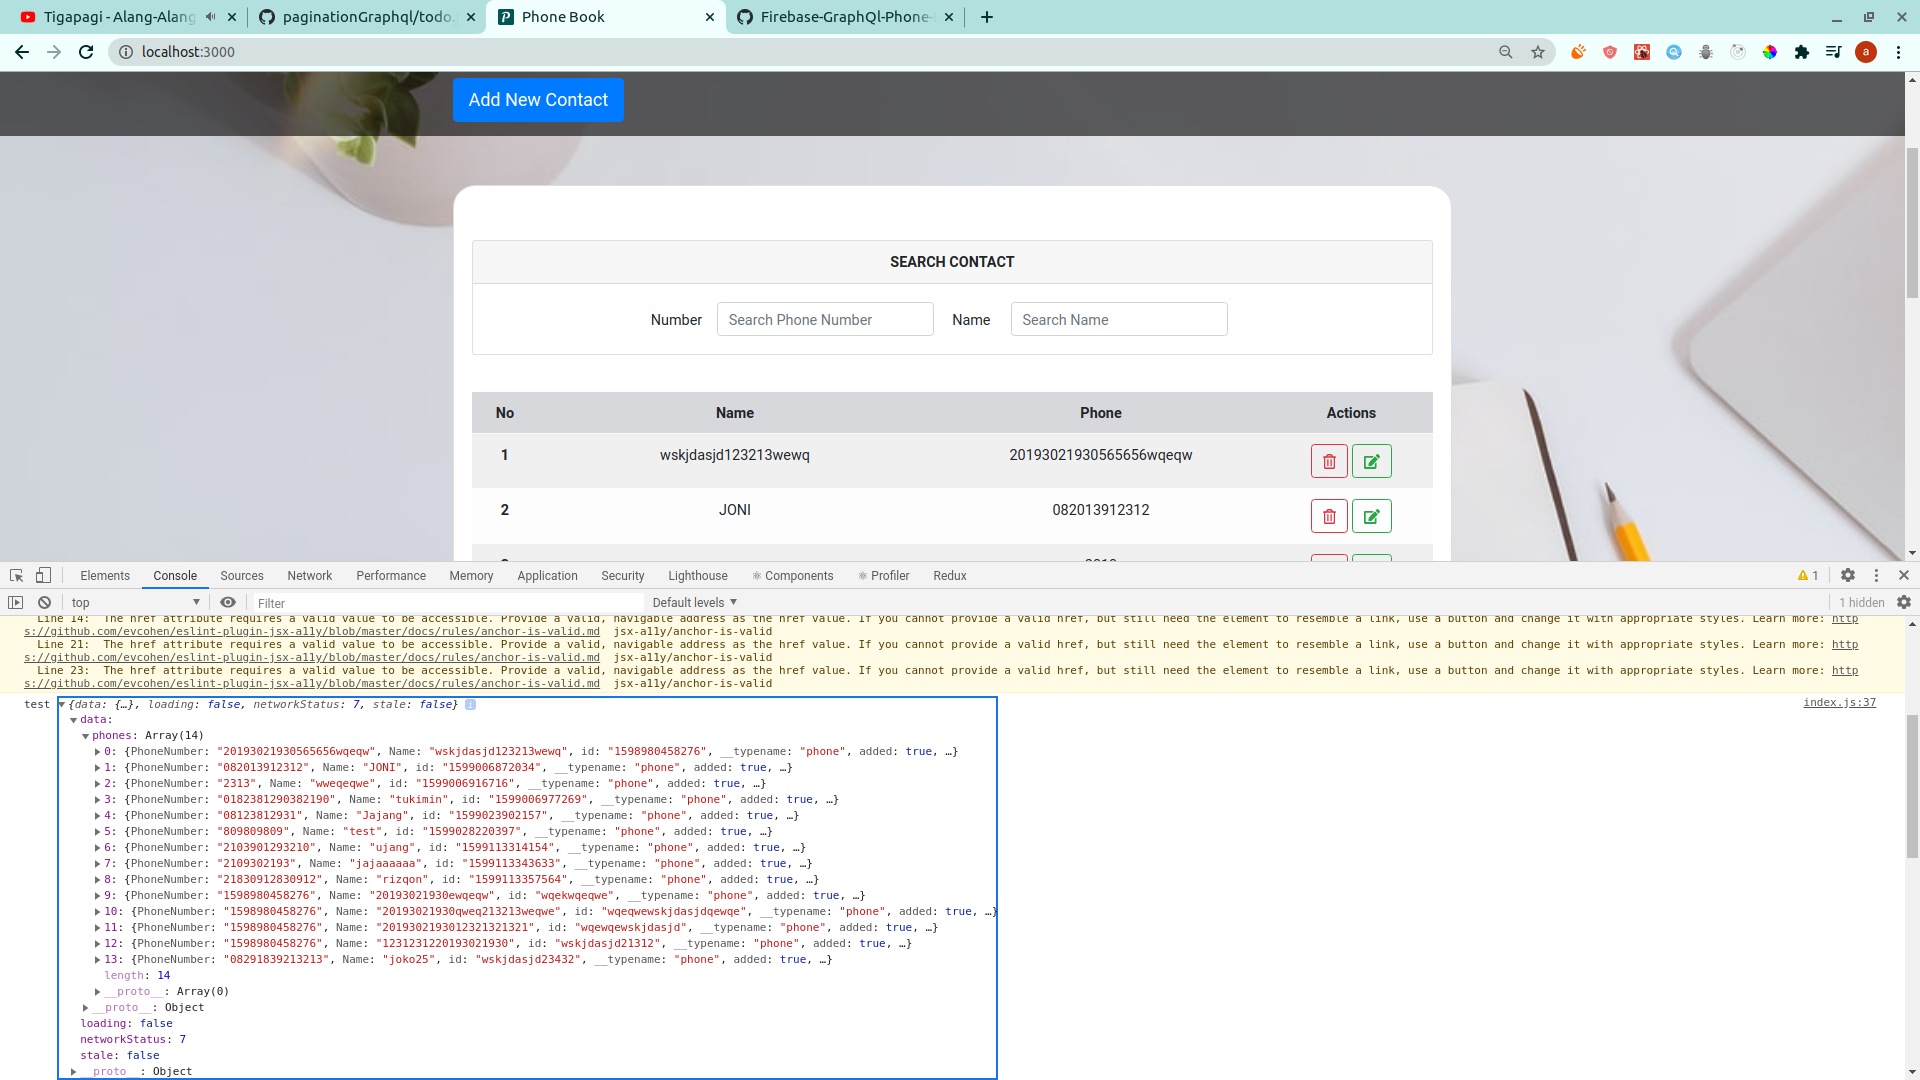 Tigapagi - Alang-Alang
paginationGraphql/todo.
Phone Book
Firebase-GraphQl-Phone-
localhost:3000
a
Add New Contact
SEARCH CONTACT
Number Search Phone Number Name Search Name
No Name Phone Actions
1 wskjdasjd123213wewq 20193021930565656wqeqw
2 JONI 082013912312
Elements Console Sources Network Performance Memory Application Security Lighthouse Components Profiler Redux 1
top Filter Default levels 1 hidden
Line 14: The href attribute requires a valid value to be accessible. Provide a valid, navigable address as the href value. If you cannot provide a valid href, but still need the element to resemble a link, use a button and change it with appropriate styles. Learn more: http
s://github.com/evcohen/eslint-plugin-jsx-a11y/blob/master/docs/rules/anchor-is-valid.md jsx-a11y/anchor-is-valid
Line 21: The href attribute requires a valid value to be accessible. Provide a valid, navigable address as the href value. If you cannot provide a valid href, but still need the element to resemble a link, use a button and change it with appropriate styles. Learn more: http
s://github.com/evcohen/eslint-plugin-jsx-a11y/blob/master/docs/rules/anchor-is-valid.md jsx-a11y/anchor-is-valid
Line 23: The href attribute requires a valid value to be accessible. Provide a valid, navigable address as the href value. If you cannot provide a valid href, but still need the element to resemble a link, use a button and change it with appropriate styles. Learn more: http
s://github.com/evcohen/eslint-plugin-jsx-a11y/blob/master/docs/rules/anchor-is-valid.md jsx-a11y/anchor-is-valid
test {data: {…}, loading: false, networkStatus: 7, stale: false} index.js:37
data:
phones: Array(14)
0: {PhoneNumber: "20193021930565656wqeqw", Name: "wskjdasjd123213wewq", id: "1598980458276", __typename: "phone", added: true, …}
1: {PhoneNumber: "082013912312", Name: "JONI", id: "1599006872034", __typename: "phone", added: true, …}
2: {PhoneNumber: "2313", Name: "wweqeqwe", id: "1599006916716", __typename: "phone", added: true, …}
3: {PhoneNumber: "0182381290382190", Name: "tukimin", id: "1599006977269", __typename: "phone", added: true, …}
4: {PhoneNumber: "08123812931", Name: "Jajang", id: "1599023902157", __typename: "phone", added: true, …}
5: {PhoneNumber: "809809809", Name: "test", id: "1599028220397", __typename: "phone", added: true, …}
6: {PhoneNumber: "2103901293210", Name: "ujang", id: "1599113314154", __typename: "phone", added: true, …}
7: {PhoneNumber: "2109302193", Name: "jajaaaaaa", id: "1599113343633", __typename: "phone", added: true, …}
8: {PhoneNumber: "21830912830912", Name: "rizqon", id: "1599113357564", __typename: "phone", added: true, …}
9: {PhoneNumber: "1598980458276", Name: "20193021930ewqeqw", id: "wqekwqeqwe", __typename: "phone", added: true, …}
10: {PhoneNumber: "1598980458276", Name: "20193021930qweq213213weqwe", id: "wqeqwewskjdasjdqewqe", __typename: "phone", added: true, …}
11: {PhoneNumber: "1598980458276", Name: "2019302193012321321321", id: "wqewqewskjdasjd", __typename: "phone", added: true, …}
12: {PhoneNumber: "1598980458276", Name: "1231231220193021930", id: "wskjdasjd21312", __typename: "phone", added: true, …}
13: {PhoneNumber: "08291839213213", Name: "joko25", id: "wskjdasjd23432", __typename: "phone", added: true, …}
length: 14
__proto__: Array(0)
__proto__: Object
loading: false
networkStatus: 7
stale: false
__proto__: Object